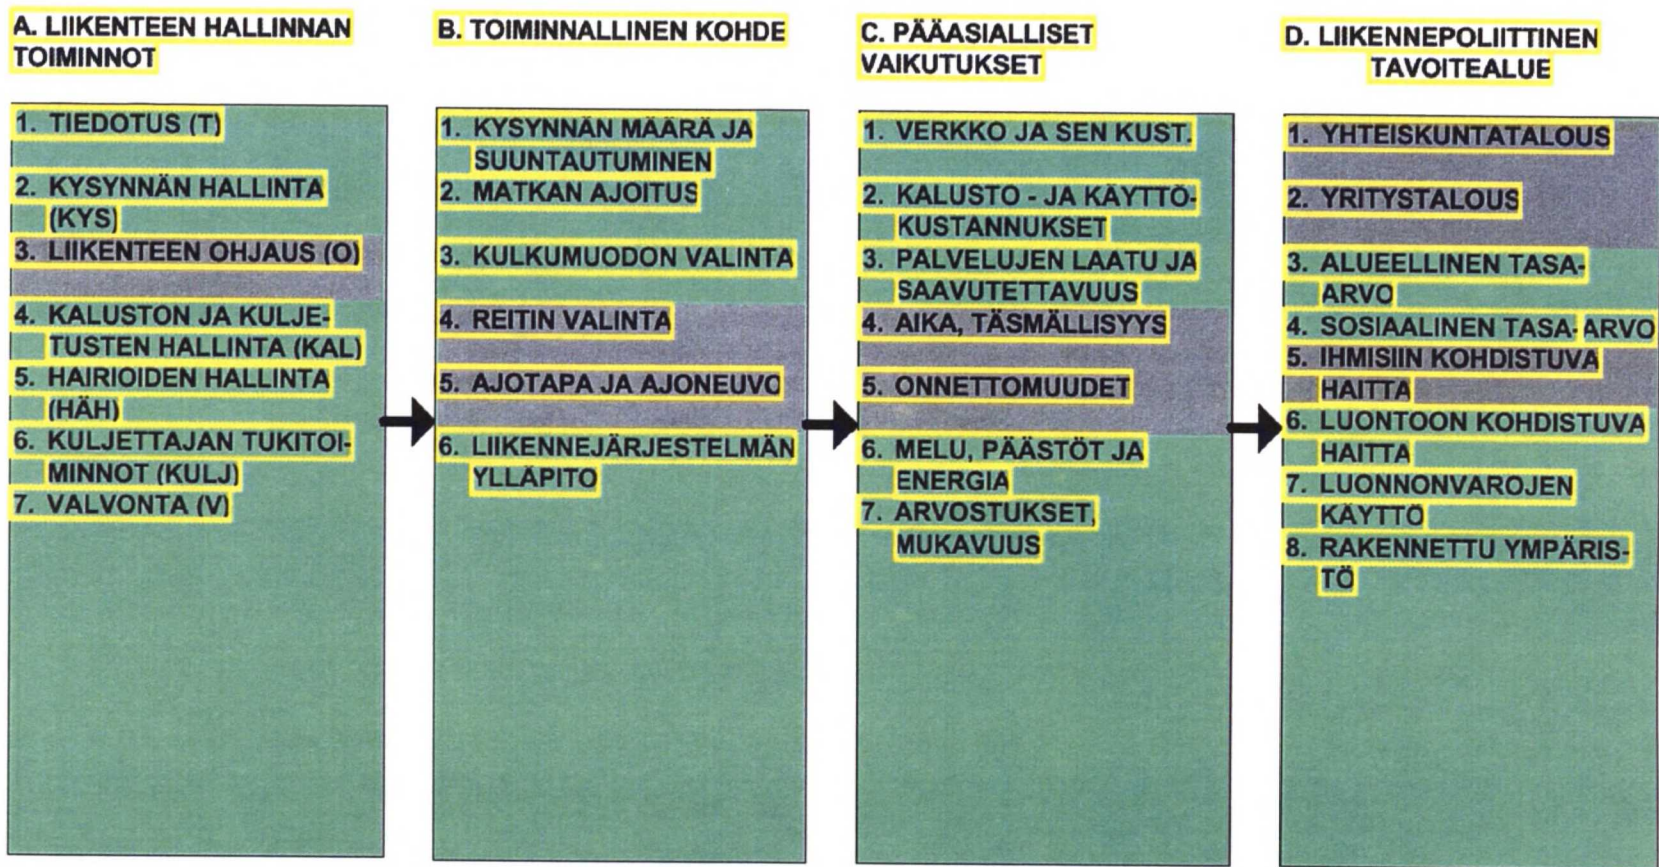 A. LIIKENTEEN HALLINNAN
TOIMINNOT
1. TIEDOTUS (T)
2. KYSYNNÄN HALLINTA
(KYS)
3. LIIKENTEEN OHJAUS (O)
4. KALUSTON JA KULJE-
TUSTEN HALLINTA (KAL)
5. HAIRIOIDEN HALLINTA
(HÄH)
6. KULJETTAJAN TUKITOI-
MINNOT (KULJ)
7. VALVONTA (V)
B. TOIMINNALLINEN KOHDE
1. KYSYNNÄN MÄÄRÄ JA
SUUNTAUTUMINEN
2. MATKAN AJOITUS
3. KULKUMUODON VALINTA
4. REITIN VALINTA
5. AJOTAPA JA AJONEUVO
6. LIIKENNEJÄRJESTELMÄN
YLLÄPITO
C. PÄÄASIALLISET
VAIKUTUKSET
1. VERKKO JA SEN KUST.
2. KALUSTO - JA KÄYTTÖ-
KUSTANNUKSET
3. PALVELUJEN LAATU JA
SAAVUTETTAVUUS
4. AIKA, TÄSMÄLLISYYS
5. ONNETTOMUUDET
6. MELU, PÄÄSTÖT JA
ENERGIA
7. ARVOSTUKSET,
MUKAVUUS
D. LIIKENNEPOLIITTINEN
TAVOITEALUE
1. YHTEISKUNTATALOUS
2. YRITYSTALOUS
3. ALUEELLINEN TASA-
ARVO
4. SOSIAALINEN TASA-ARVO
5. IHMISIIN KOHDISTUVA
HAITTA
6. LUONTOON KOHDISTUVA
HAITTA
7. LUONNONVAROJEN
KÄYTTÖ
8. RAKENNETTU YMPÄRIS-
TÖ